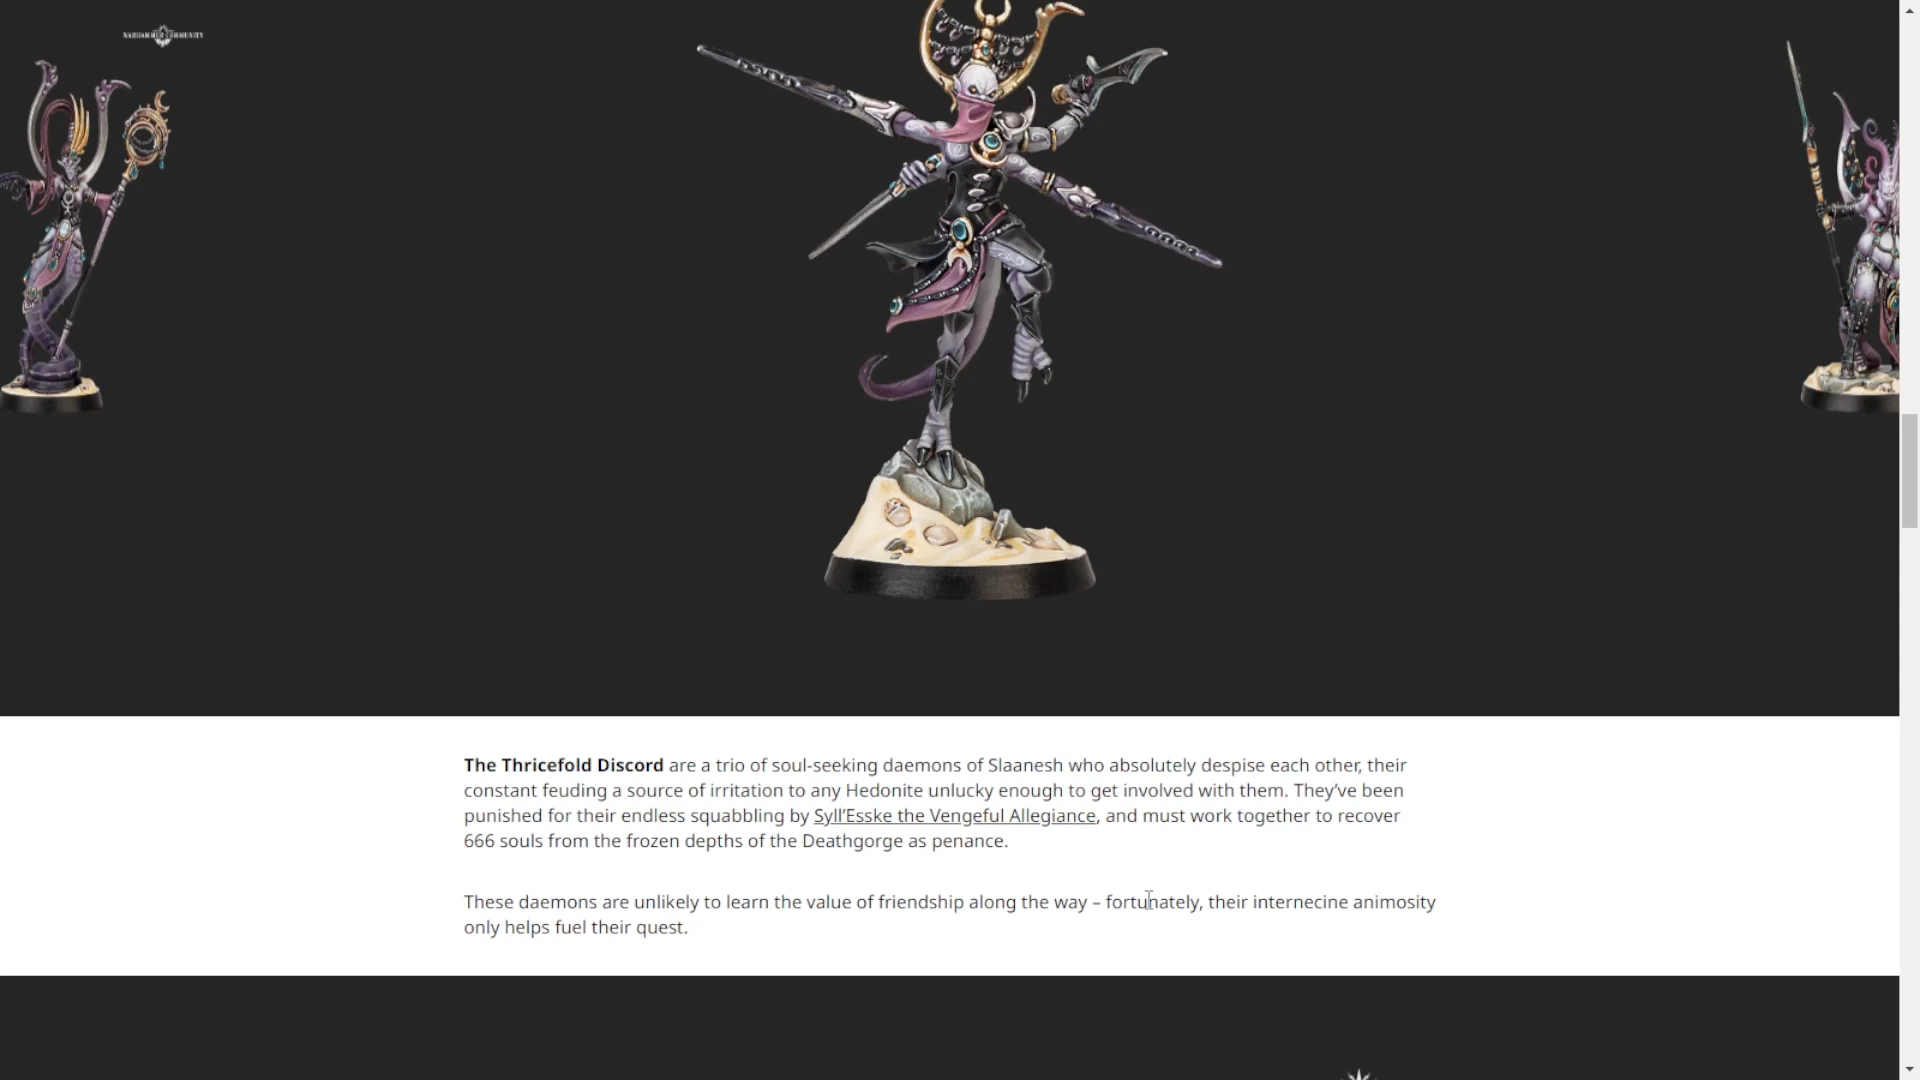 WARHAMMER COMMUNITY
The Thricefold Discord are a trio of soul-seeking daemons of Slaanesh who absolutely despise each other, their
constant feuding a source of irritation to any Hedonite unlucky enough to get involved with them. They’ve been
punished for their endless squabbling by Syll’Esske the Vengeful Allegiance, and must work together to recover
666 souls from the frozen depths of the Deathgorge as penance.
These daemons are unlikely to learn the value of friendship along the way – fortunately, their internecine animosity
only helps fuel their quest.